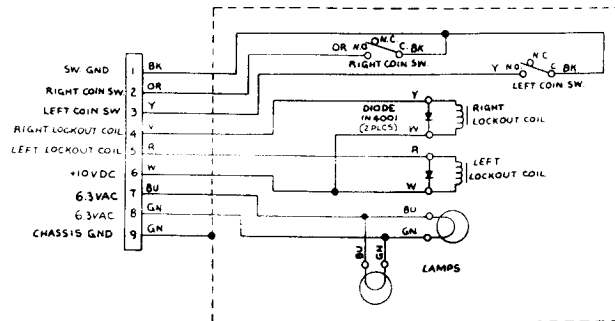 N.C.
OR N.O. C. BK
RIGHT COIN SW.
N.C.
Y N.O. C. BK
LEFT COIN SW.
SW. GND 1 BK
RIGHT COIN SW 2 OR
LEFT COIN SW. 3 Y
RIGHT LOCKOUT COIL 4 V
LEFT LOCKOUT COIL 5 R
+10VDC 6 W
6.3VAC 7 BU
6.3VAC 8 GN
CHASSIS GND 9 GN
DIODE
IN4001
(2 PLCS)
V
W
RIGHT
LOCKOUT COIL
R
W
LEFT
LOCKOUT COIL
BU
GN
BU
GN
LAMPS